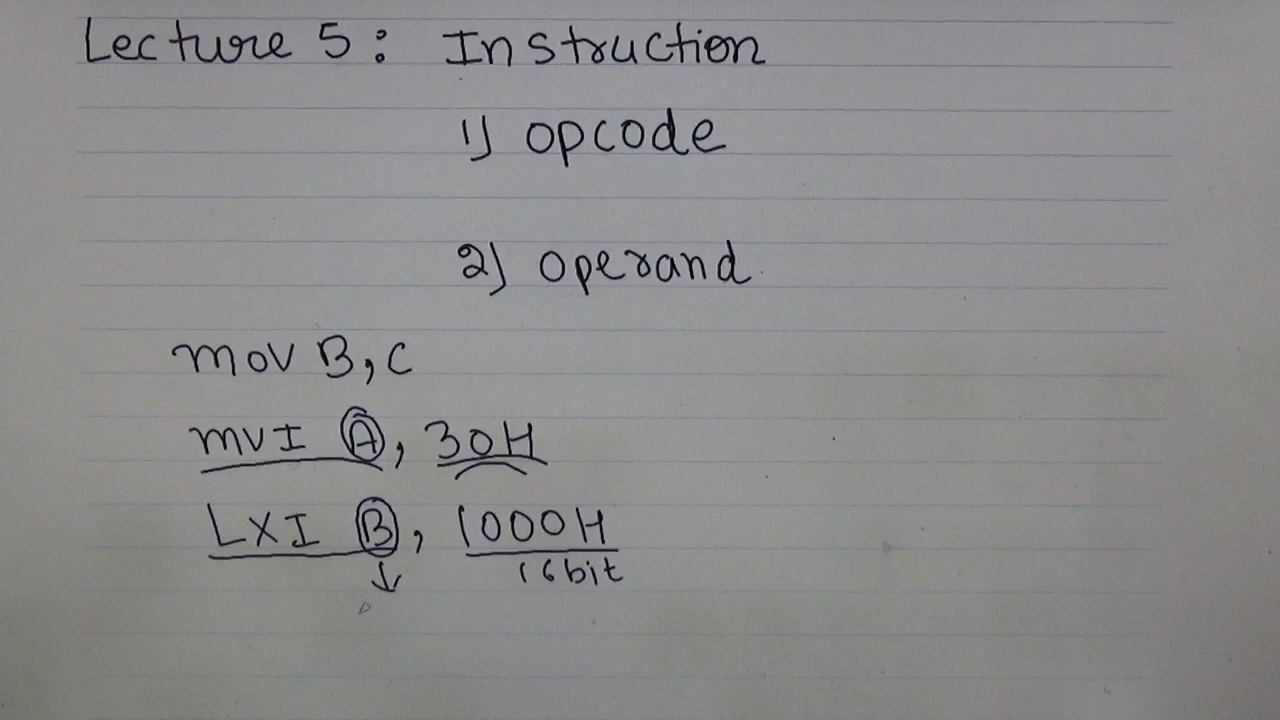 Lecture 5: Instruction
1) opcode
2) operand
MOV B, C
MVI A, 30H
LXI B, 1000H
16bit